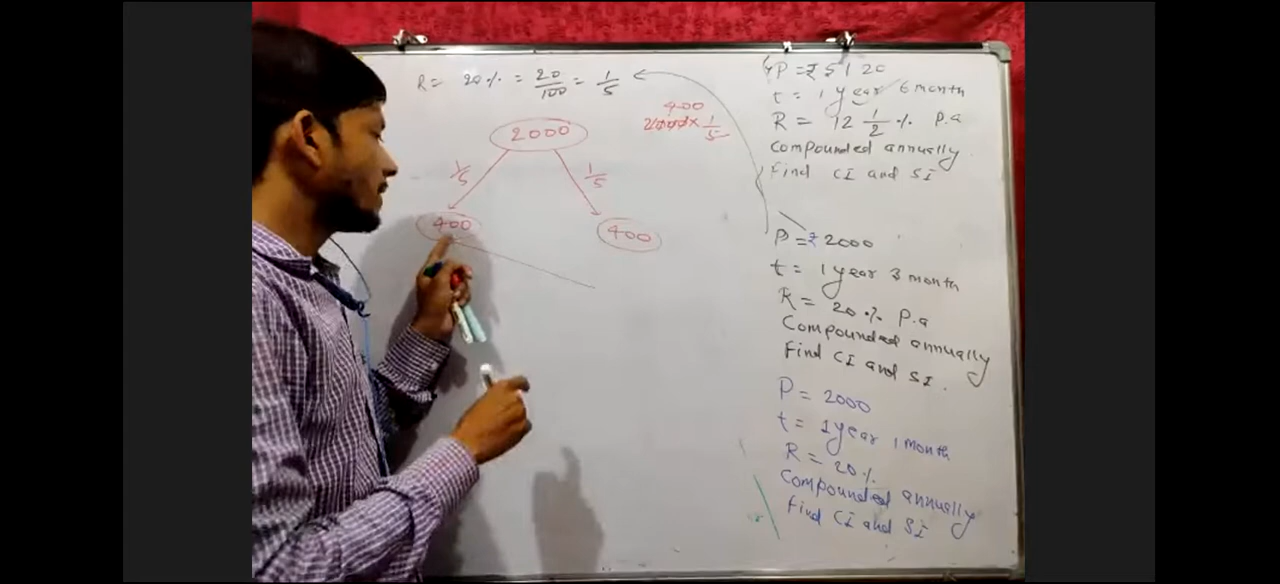 R = 20% = 20/100 = 1/5
400
2000 × 1/5
2000
1/5 1/5
400
400
P = ₹ 5120
t = 1 year 6 month
R = 12 1/2 % P.a
Compounded annually
Find CI and SI
P = ₹ 2000
t = 1 year 3 month
R = 20 % P.a
Compounded annually
Find CI and SI.
P = 2000
t = 1 year 1 month
R = 20%
Compounded annually
Find CI and SI